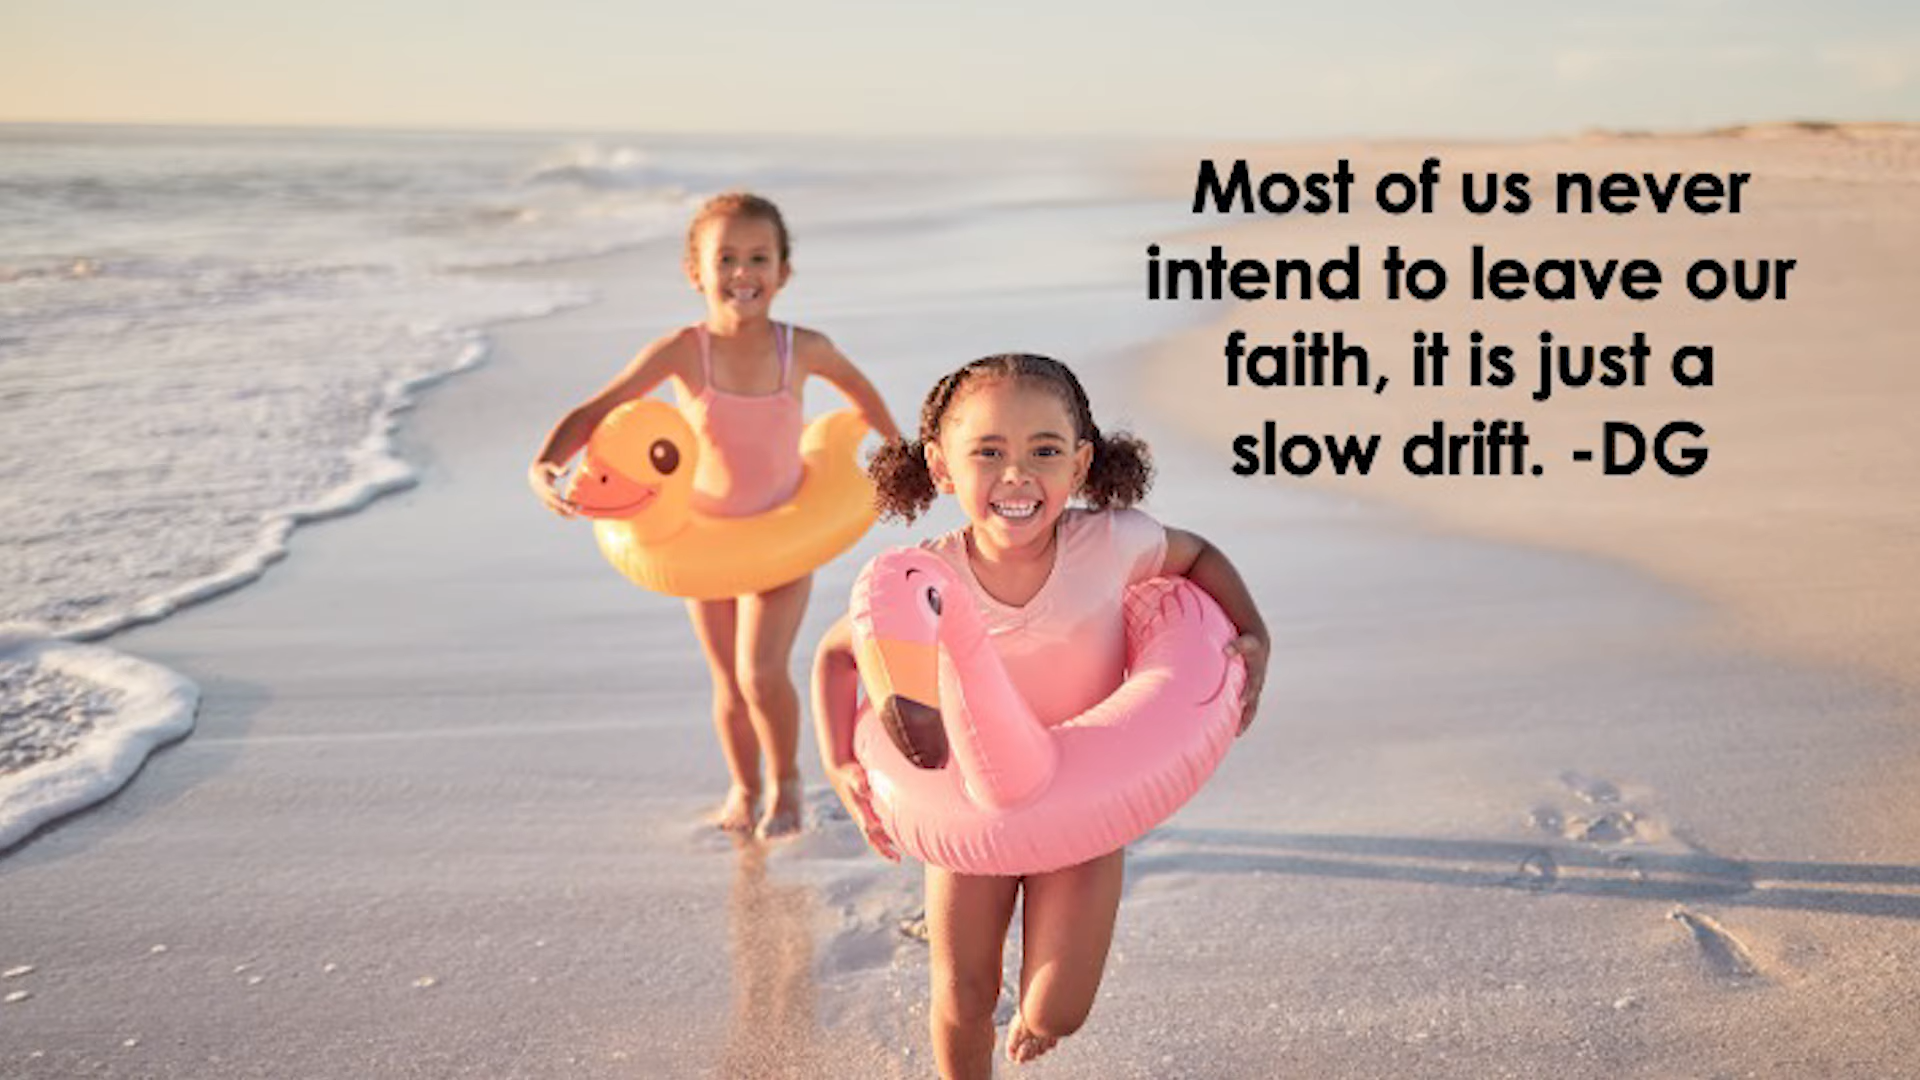 Most of us never
intend to leave our
faith, it is just a
slow drift. -DG